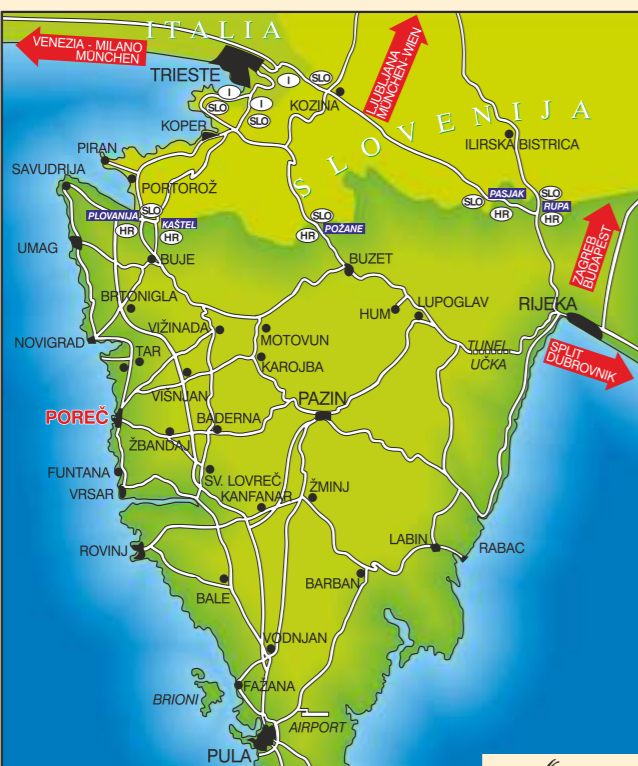 ITALIA
VENEZIA - MILANO
MÜNCHEN
LJUBLJANA
MÜNCHEN-WIEN
TRIESTE
I
I
SLO
SLO
SLO
KOZINA
KOPER
SLOVENIJA
ILIRSKA BISTRICA
PIRAN
SAVUDRIJA
PORTOROŽ
PLOVANIJA
SLO
HR
KAŠTEL
HR
SLO
HR
POŽANE
SLO
PASJAK
HR
SLO
RUPA
HR
ZAGREB
BUDAPEST
UMAG
BUJE
BUZET
BRTONIGLA
HUM
LUPOGLAV
RIJEKA
VIŽINADA
MOTOVUN
NOVIGRAD
TAR
KAROJBA
TUNEL
UČKA
SPLIT
DUBROVNIK
VIŠNJAN
PAZIN
POREČ
BADERNA
ŽBANDAJ
FUNTANA
SV. LOVREČ
VRSAR
KANFANAR
ŽMINJ
ROVINJ
LABIN
RABAC
BALE
BARBAN
VODNJAN
FAŽANA
BRIONI
AIRPORT
PULA